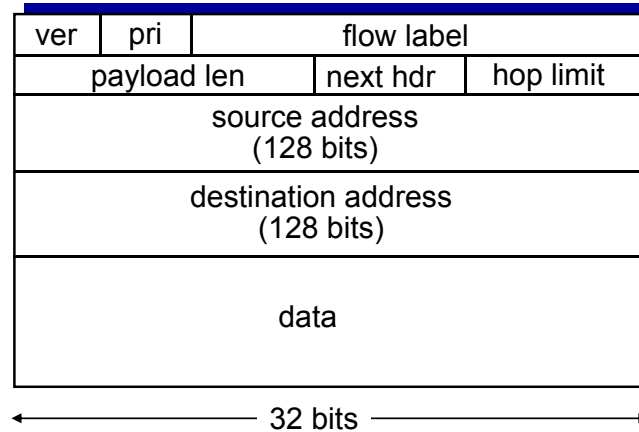 ver pri flow label
payload len next hdr hop limit
source address
(128 bits)
destination address
(128 bits)
data
32 bits